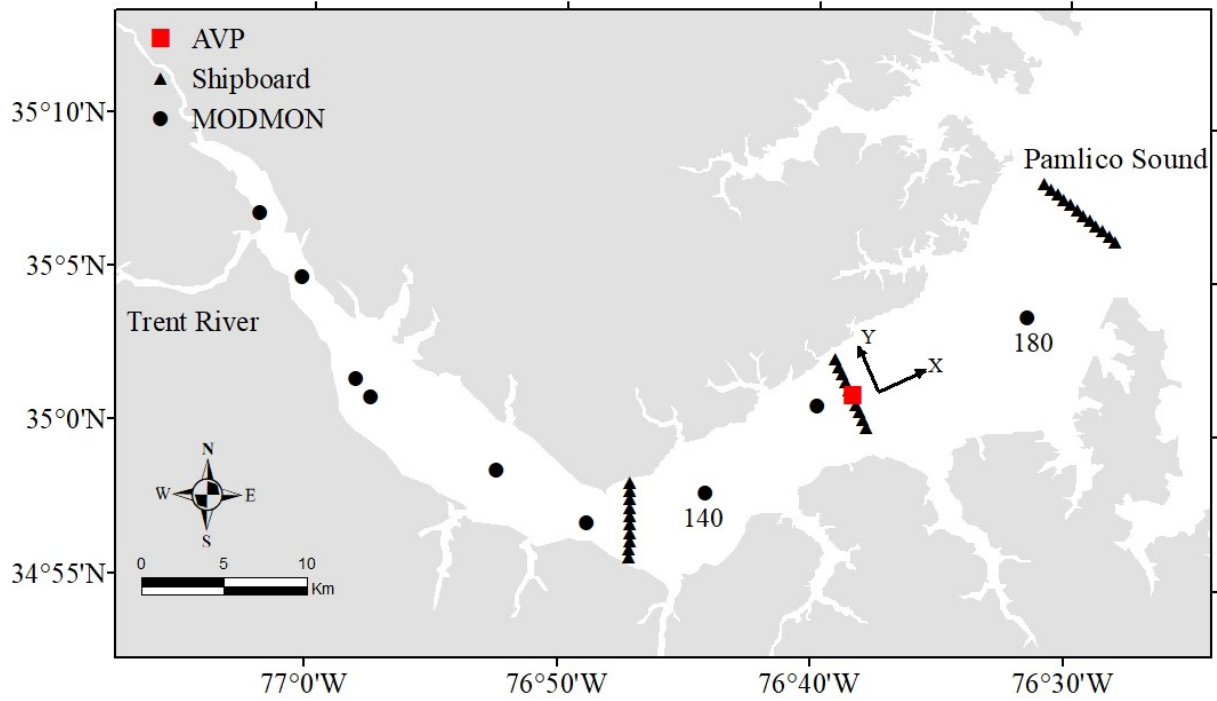 AVP
Shipboard
MODMON
35°10'N
Pamlico Sound
35°5'N
Trent River
180
Y
X
35°0'N
N
W
E
S
140
0
5
10
Km
34°55'N
77°0'W
76°50'W
76°40'W
76°30'W